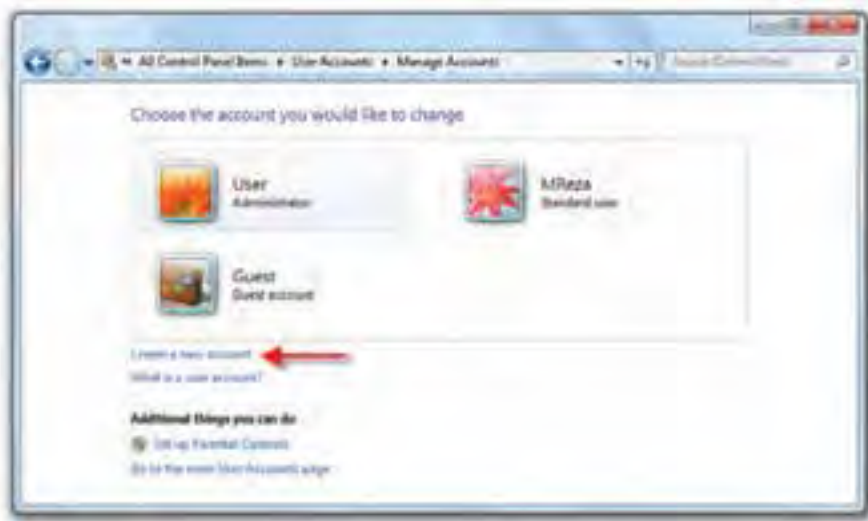 All Control Panel Items ▸ User Accounts ▸ Manage Accounts
Choose the account you would like to change
User
Administrator
MReza
Standard user
Guest
Guest account
Create a new account
What is a user account?
Additional things you can do
Set up Parental Controls
Go to the main User Accounts page